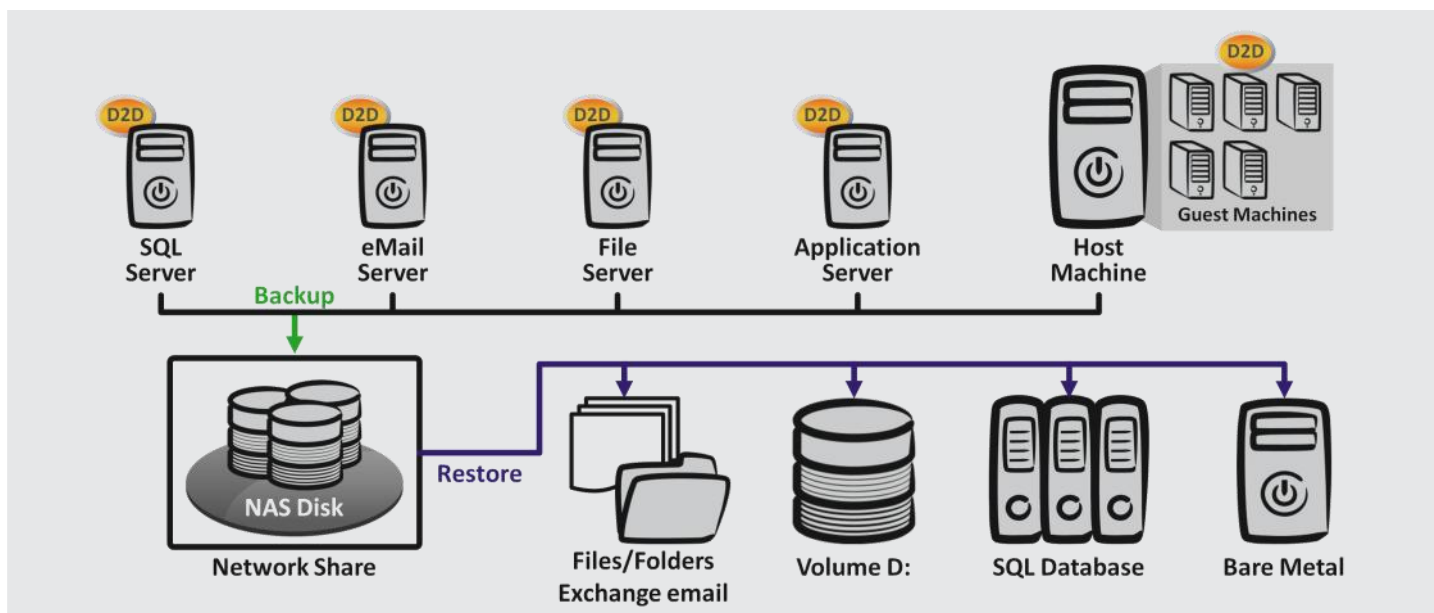 D2D
D2D
D2D
D2D
D2D
Guest Machines
SQL
Server
eMail
Server
File
Server
Application
Server
Host
Machine
Backup
Restore
NAS Disk
Network Share
Files/Folders
Exchange email
Volume D:
SQL Database
Bare Metal